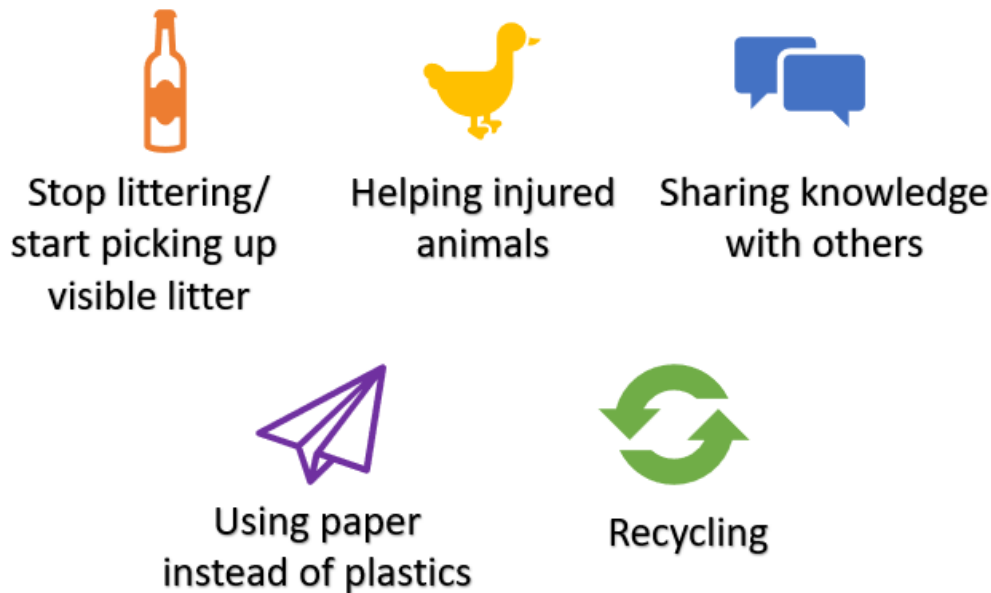 Stop littering/
start picking up
visible litter
Helping injured
animals
Sharing knowledge
with others
Using paper
instead of plastics
Recycling